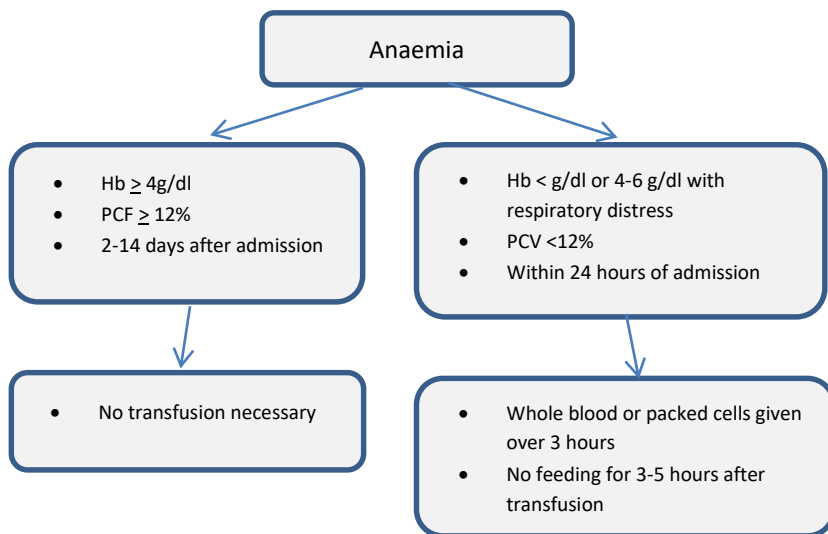 Anaemia
• Hb ≥ 4g/dl
• PCF ≥ 12%
• 2-14 days after admission
• Hb < g/dl or 4-6 g/dl with
respiratory distress
• PCV <12%
• Within 24 hours of admission
• No transfusion necessary
• Whole blood or packed cells given
over 3 hours
• No feeding for 3-5 hours after
transfusion